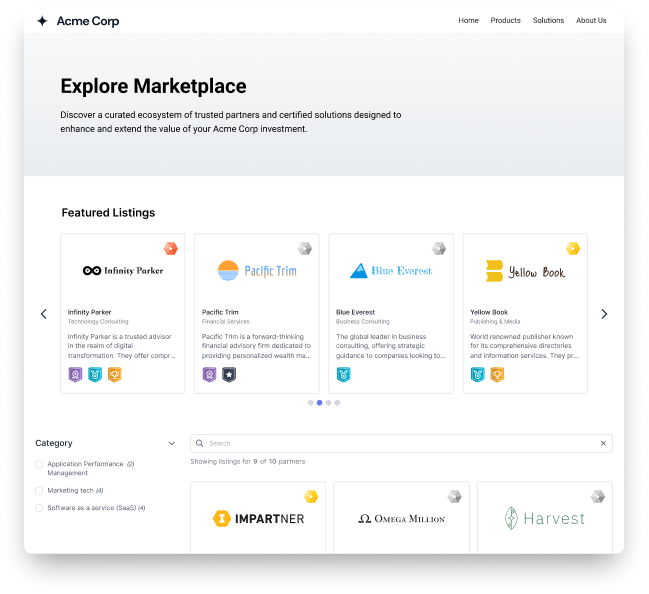 Acme Corp
Home Products Solutions About Us
Explore Marketplace
Discover a curated ecosystem of trusted partners and certified solutions designed to
enhance and extend the value of your Acme Corp investment.
Featured Listings
Infinity Parker
Infinity Parker
Technology Consulting
Infinity Parker is a trusted advisor
in the realm of digital
transformation. They offer compr...
Pacific Trim
Pacific Trim
Financial Services
Pacific Trim is a forward-thinking
financial advisory firm dedicated to
providing personalized wealth ma...
Blue Everest
Blue Everest
Business Consulting
The global leader in business
consulting, offering strategic
guidance to companies looking to...
Yellow Book
Yellow Book
Publishing & Media
World renowned publisher known
for its comprehensive directories
and information services. They pr...
Category
Application Performance (2)
Management
Marketing tech (4)
Software as a service (SaaS) (4)
Search
Showing listings for 9 of 10 partners
IMPARTNER
Omega Million
Harvest